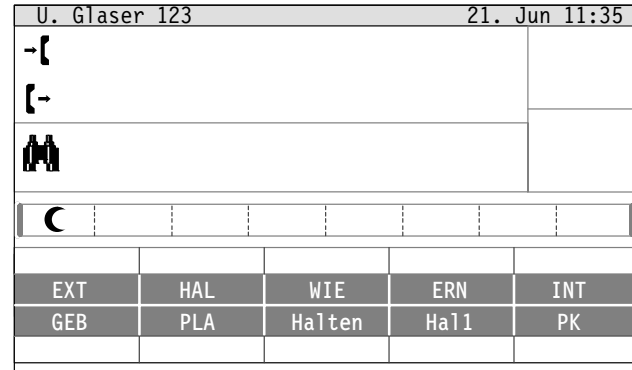 U. Glaser 123 21. Jun 11:35
EXT HAL WIE ERN INT
GEB PLA Halten Hal1 PK